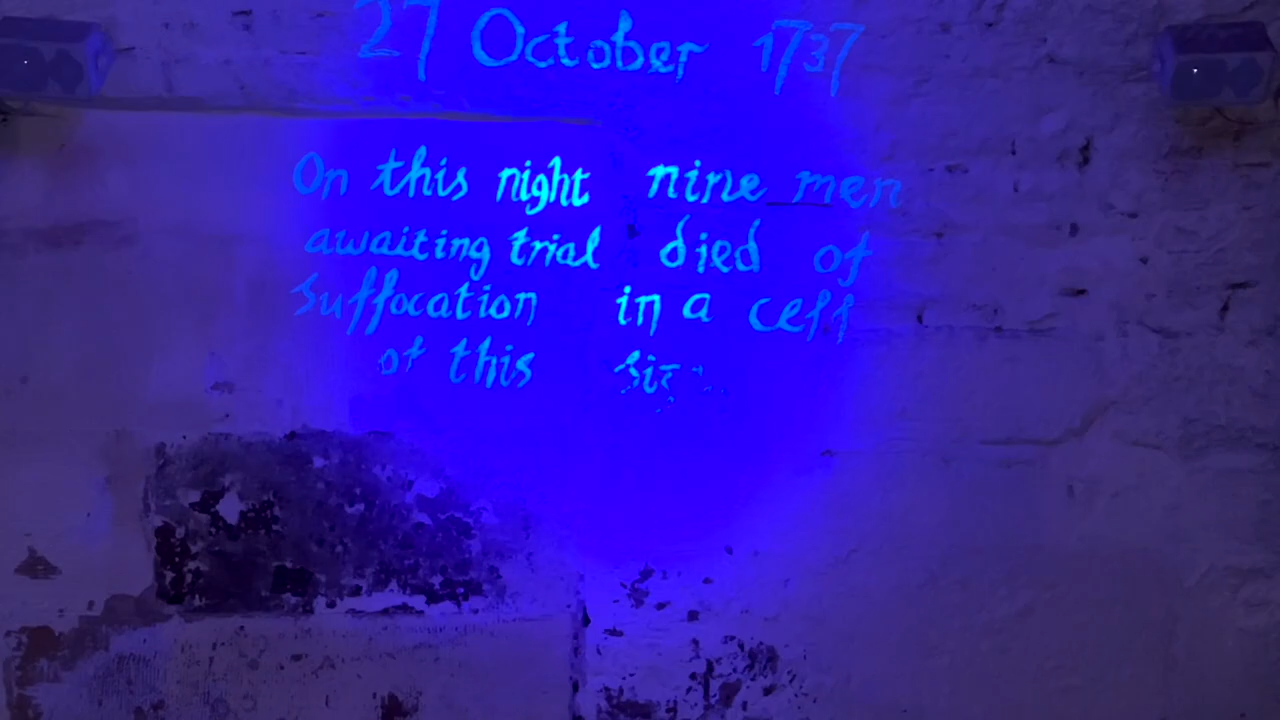 27 October 1737
On this night nine men
awaiting trial died of
suffocation in a cell
of this